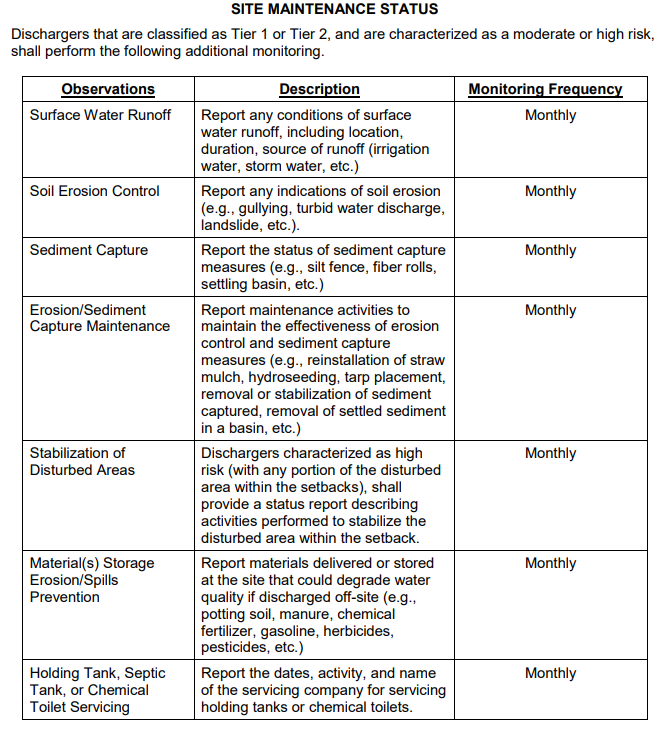 SITE MAINTENANCE STATUS
Dischargers that are classified as Tier 1 or Tier 2, and are characterized as a moderate or high risk,
shall perform the following additional monitoring.
Observations
Description
Monitoring Frequency
Surface Water Runoff
Report any conditions of surface
water runoff, including location,
duration, source of runoff (irrigation
water, storm water, etc.)
Monthly
Soil Erosion Control
Report any indications of soil erosion
(e.g., gullying, turbid water discharge,
landslide, etc.).
Monthly
Sediment Capture
Report the status of sediment capture
measures (e.g., silt fence, fiber rolls,
settling basin, etc.)
Monthly
Erosion/Sediment
Capture Maintenance
Report maintenance activities to
maintain the effectiveness of erosion
control and sediment capture
measures (e.g., reinstallation of straw
mulch, hydroseeding, tarp placement,
removal or stabilization of sediment
captured, removal of settled sediment
in a basin, etc.)
Monthly
Stabilization of
Disturbed Areas
Dischargers characterized as high
risk (with any portion of the disturbed
area within the setbacks), shall
provide a status report describing
activities performed to stabilize the
disturbed area within the setback.
Monthly
Material(s) Storage
Erosion/Spills
Prevention
Report materials delivered or stored
at the site that could degrade water
quality if discharged off-site (e.g.,
potting soil, manure, chemical
fertilizer, gasoline, herbicides,
pesticides, etc.)
Monthly
Holding Tank, Septic
Tank, or Chemical
Toilet Servicing
Report the dates, activity, and name
of the servicing company for servicing
holding tanks or chemical toilets.
Monthly